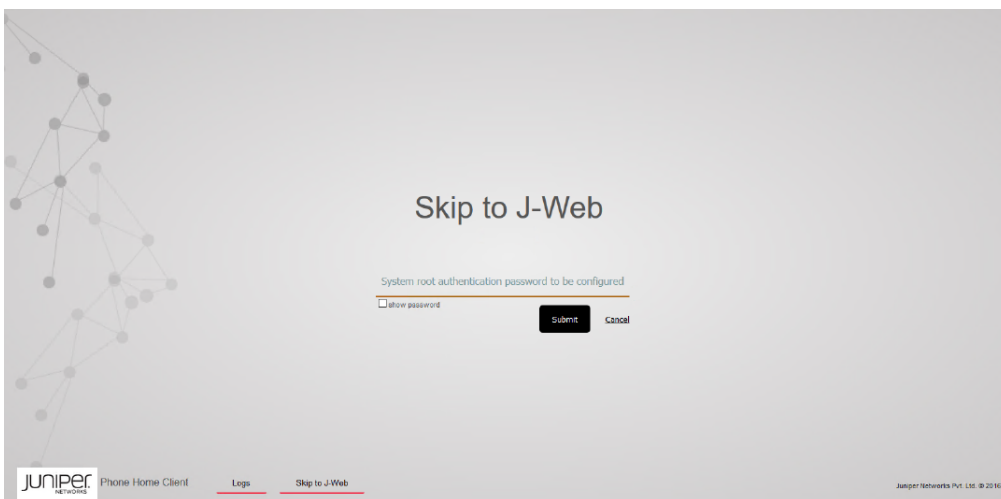 Skip to J-Web
System root authentication password to be configured
show password
Submit
Cancel
JUNIPER
NETWORKS
Phone Home Client
Logs
Skip to J-Web
Juniper Networks Pvt. Ltd. © 2016